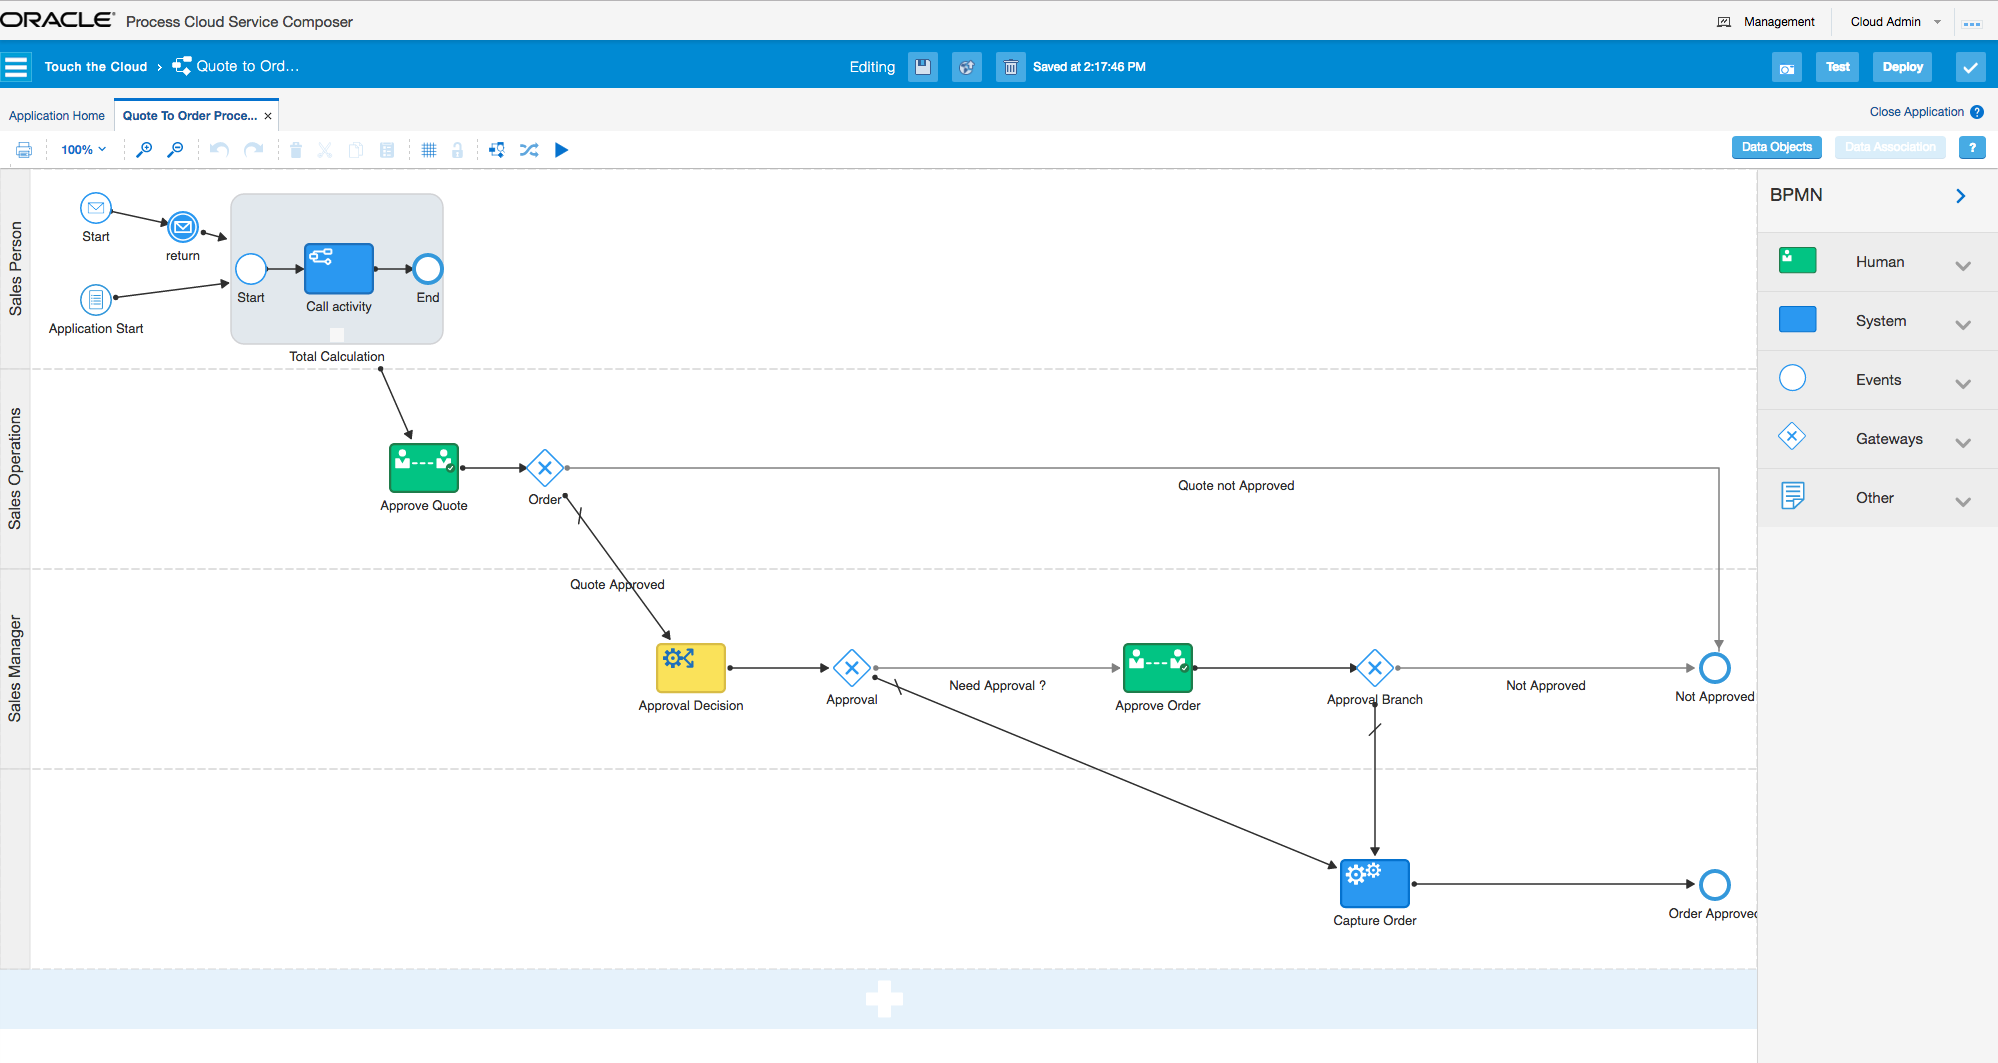 ORACLE Process Cloud Service Composer
Management
Cloud Admin
Touch the Cloud
Quote to Ord...
Editing
Saved at 2:17:46 PM
Test
Deploy
Application Home
Quote To Order Proce...
Close Application
?
100%
Data Objects
Data Association
?
Sales Person
Start
return
Application Start
Start
Call activity
End
Total Calculation
BPMN
Human
System
Events
Gateways
Other
Sales Operations
Approve Quote
Order
Quote not Approved
Quote Approved
Sales Manager
Approval Decision
Approval
Need Approval ?
Approve Order
Approval Branch
Not Approved
Not Approved
Capture Order
Order Approved